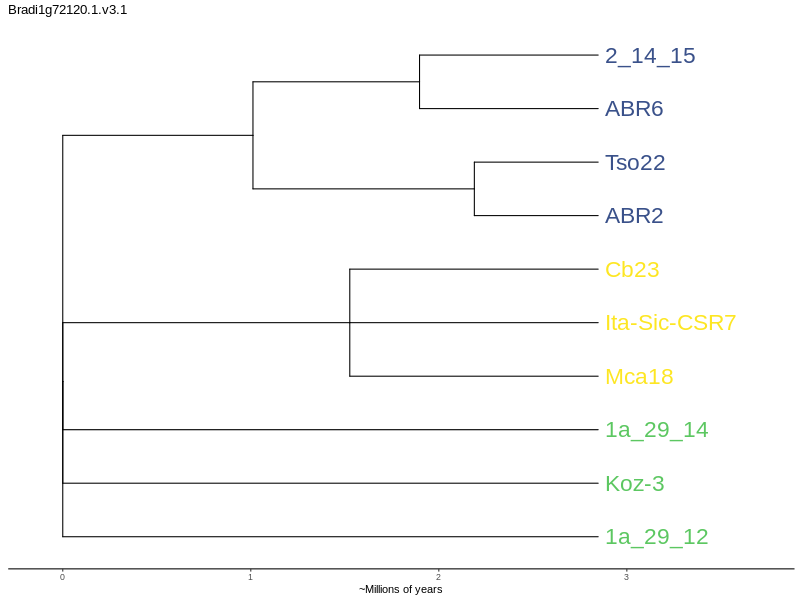 Bradi1g72120.1.v3.1
2_14_15
ABR6
Tso22
ABR2
Cb23
Ita-Sic-CSR7
Mca18
1a_29_14
Koz-3
1a_29_12
0 1 2 3
~Millions of years